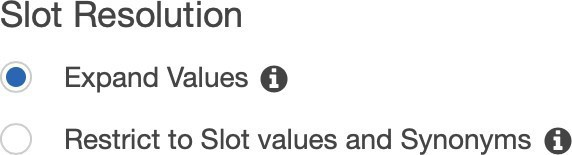 Slot Resolution
Expand Values
Restrict to Slot values and Synonyms